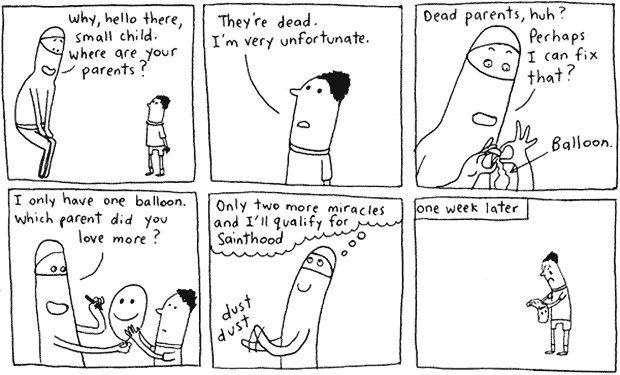 Why, hello there,
small child.
Where are your
parents?
They're dead.
I'm very unfortunate.
Dead parents, huh?
Perhaps
I can fix
that?
Balloon.
I only have one balloon.
Which parent did you
love more?
Only two more miracles
and I'll qualify for
Sainthood
dust
dust
one week later